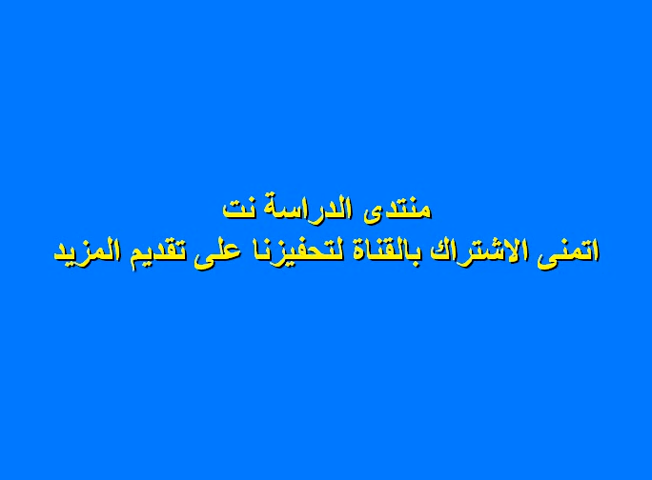 منتدى الدراسة نت
اتمنى الاشتراك بالقناة لتحفيزنا على تقديم المزيد